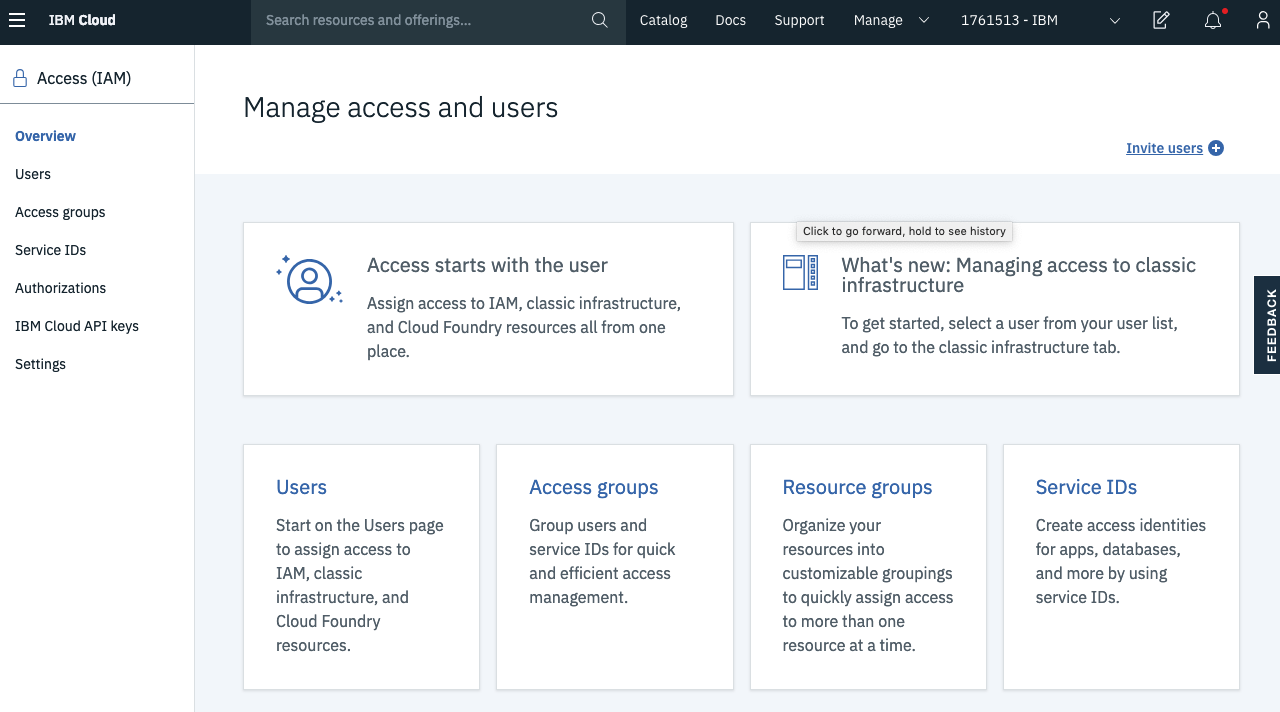 IBM Cloud
Search resources and offerings...
Catalog
Docs
Support
Manage
1761513 - IBM
Access (IAM)
Overview
Users
Access groups
Service IDs
Authorizations
IBM Cloud API keys
Settings
Manage access and users
Invite users
Access starts with the user
Assign access to IAM, classic infrastructure,
and Cloud Foundry resources all from one
place.
Click to go forward, hold to see history
What's new: Managing access to classic
infrastructure
To get started, select a user from your user list,
and go to the classic infrastructure tab.
FEEDBACK
Users
Start on the Users page
to assign access to
IAM, classic
infrastructure, and
Cloud Foundry
resources.
Access groups
Group users and
service IDs for quick
and efficient access
management.
Resource groups
Organize your
resources into
customizable groupings
to quickly assign access
to more than one
resource at a time.
Service IDs
Create access identities
for apps, databases,
and more by using
service IDs.